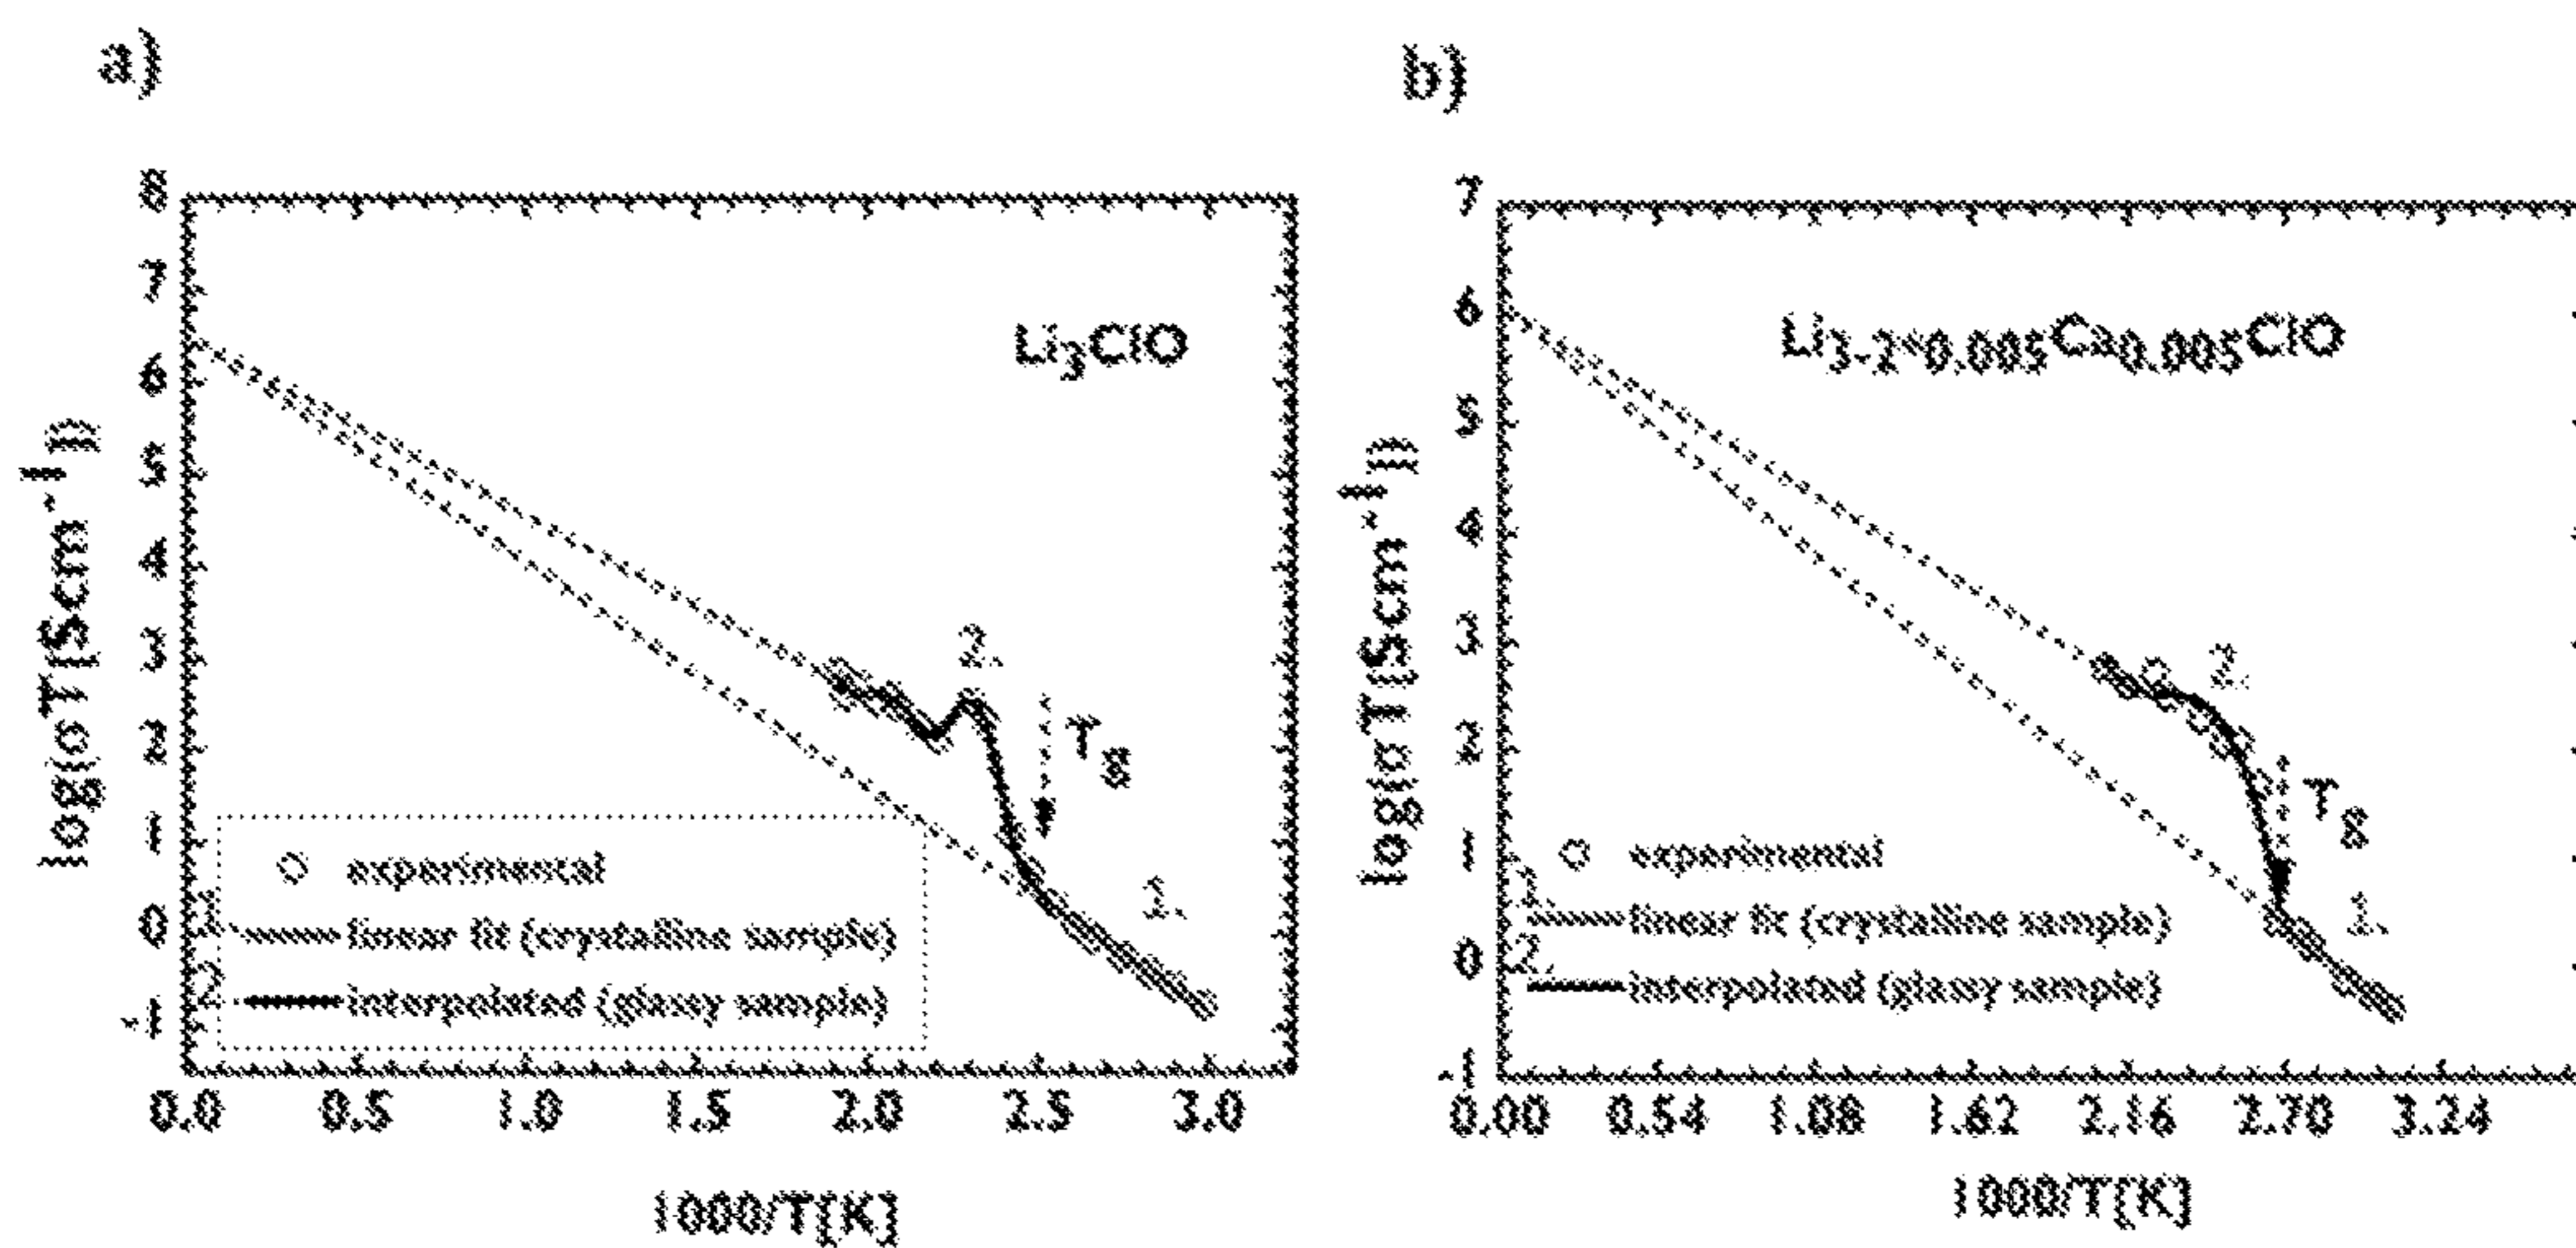 a)
8
7
6
5
4
3
2
1
0
-1
log(σT[Scm⁻¹])
Li₃ClO
2.
Tg
1.
experimental
1. linear fit (crystalline sample)
2. interpolated (glassy sample)
0.0 0.5 1.0 1.5 2.0 2.5 3.0
1000/T[K]
b)
7
6
5
4
3
2
1
0
-1
log(σT[Scm⁻¹])
Li₃₋₂*₀.₀₀₅Ca₀.₀₀₅ClO
2.
Tg
1.
experimental
1. linear fit (crystalline sample)
2. interpolated (glassy sample)
0.00 0.54 1.08 1.62 2.16 2.70 3.24
1000/T[K]